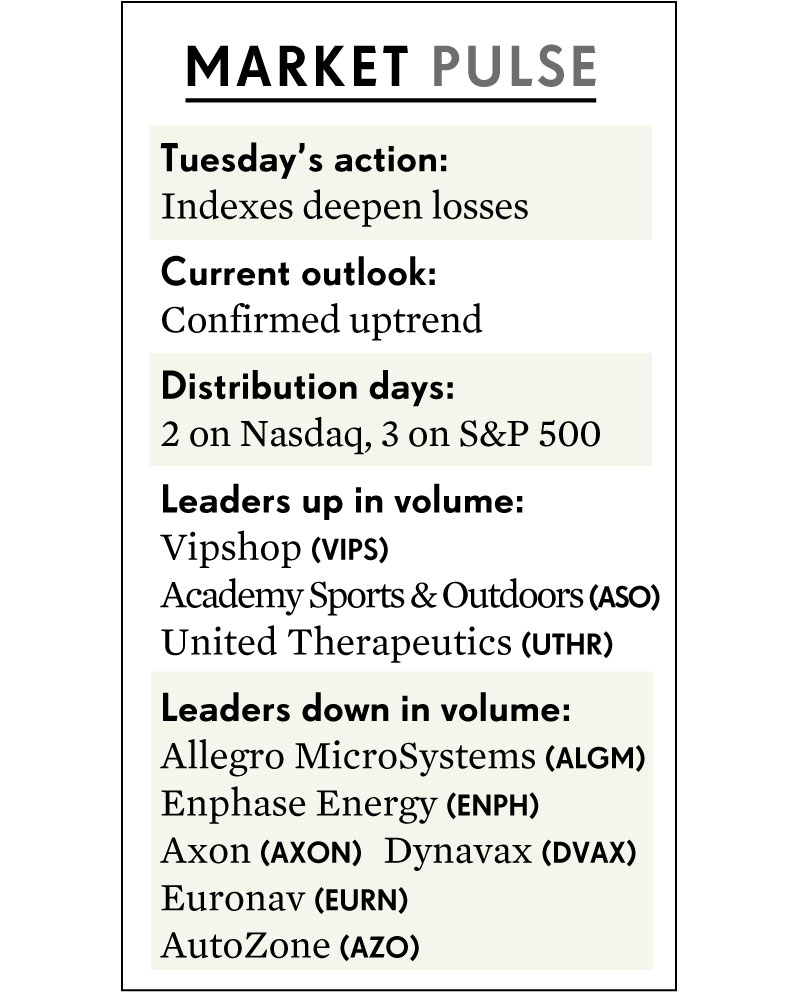 MARKET PULSE
Tuesday's action:
Indexes deepen losses
Current outlook:
Confirmed uptrend
Distribution days:
2 on Nasdaq, 3 on S&P 500
Leaders up in volume:
Vipshop (VIPS)
Academy Sports & Outdoors (ASO)
United Therapeutics (UTHR)
Leaders down in volume:
Allegro MicroSystems (ALGM)
Enphase Energy (ENPH)
Axon (AXON) Dynavax (DVAX)
Euronav (EURN)
AutoZone (AZO)